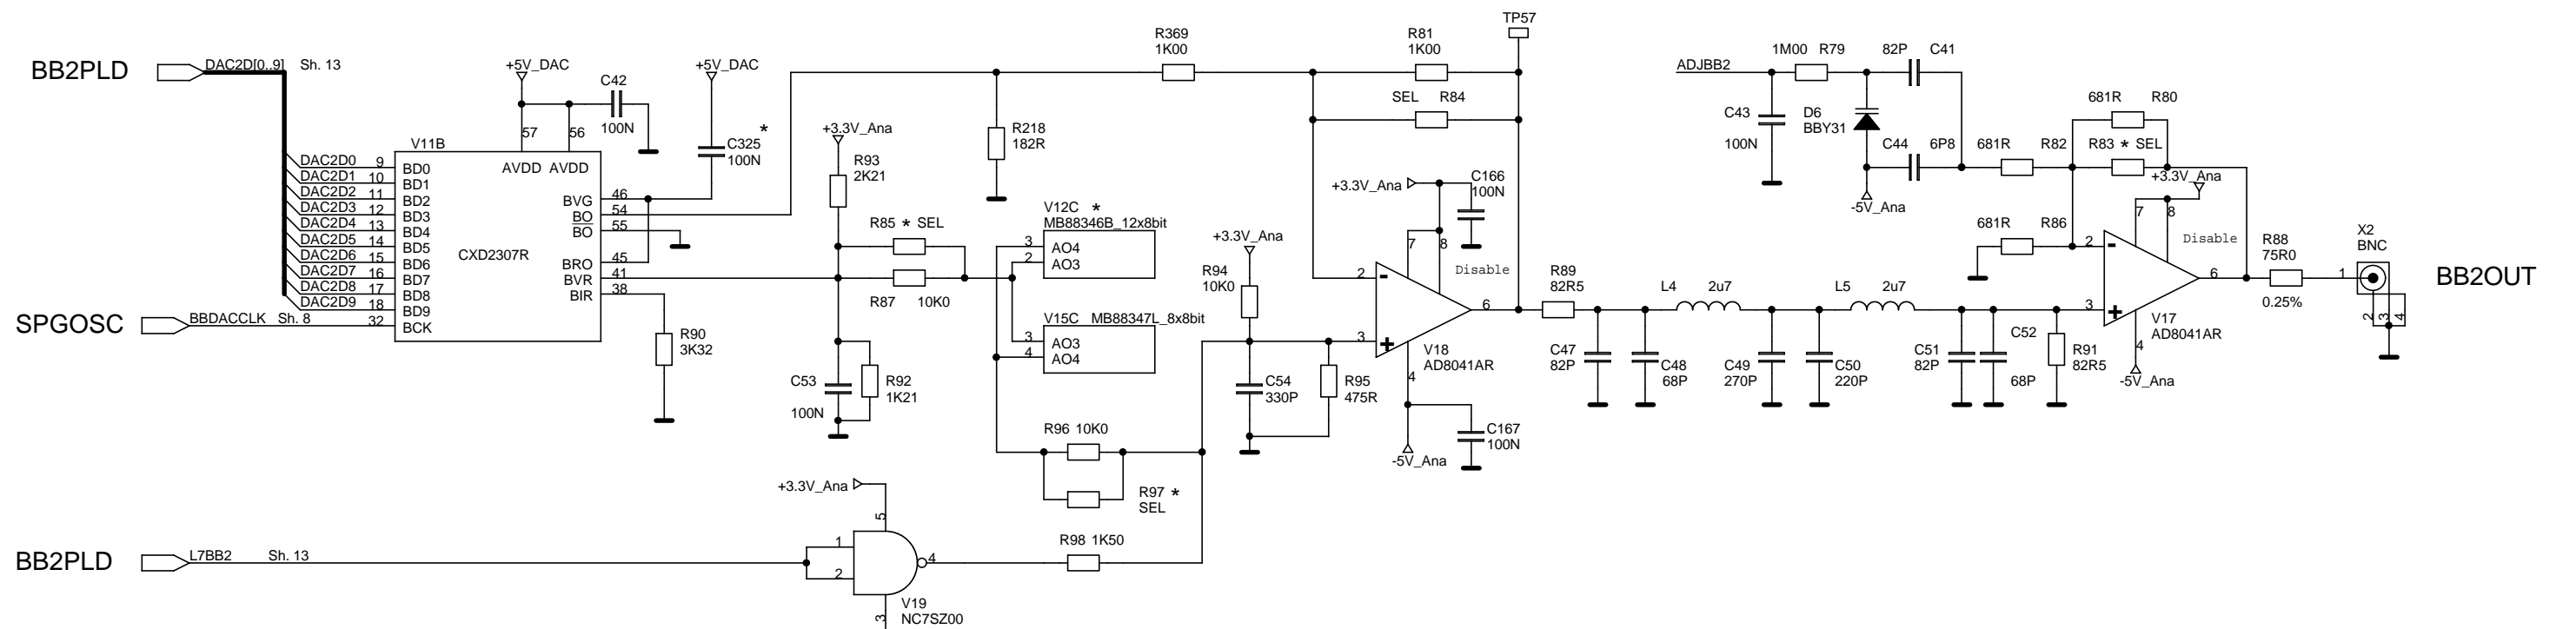 TP57
R369
1K00
R81
1K00
BB2PLD
DAC2D[0..9]
Sh. 13
+5V_DAC
C42
100N
57
56
+5V_DAC
C325 *
100N
ADJBB2
1M00
R79
82P
C41
SEL
R84
C43
100N
D6
BBY31
C44
6P8
-5V_Ana
681R
R80
681R
R82
R83 * SEL
+3.3V_Ana
681R
R86
R218
182R
V11B
AVDD
AVDD
DAC2D0
9
BD0
DAC2D1
10
BD1
DAC2D2
11
BD2
DAC2D3
12
BD3
DAC2D4
13
BD4
DAC2D5
14
BD5
DAC2D6
15
BD6
DAC2D7
16
BD7
DAC2D8
17
BD8
DAC2D9
18
BD9
32
BCK
CXD2307R
BVG
46
BO
54
BO
55
BRO
45
BVR
41
BIR
38
SPGOSC
BBDACCLK
Sh. 8
R90
3K32
+3.3V_Ana
R93
2K21
R85 * SEL
R87
10K0
C53
100N
R92
1K21
V12C *
MB88346B_12x8bit
3
AO4
2
AO3
V15C
MB88347L_8x8bit
3
AO3
4
AO4
+3.3V_Ana
R94
10K0
C54
330P
R95
475R
R96 10K0
R97 *
SEL
R98 1K50
+3.3V_Ana
C166
100N
7
8
Disable
2
-
3
+
6
4
V18
AD8041AR
C167
100N
-5V_Ana
R89
82R5
C47
82P
C48
68P
L4
2u7
C49
270P
C50
220P
L5
2u7
C51
82P
C52
68P
R91
82R5
7
8
Disable
2
-
3
+
6
4
V17
AD8041AR
-5V_Ana
R88
75R0
0.25%
X2
BNC
1
2
3
4
BB2OUT
BB2PLD
L7BB2
Sh. 13
+3.3V_Ana
5
1
2
4
3
V19
NC7SZ00